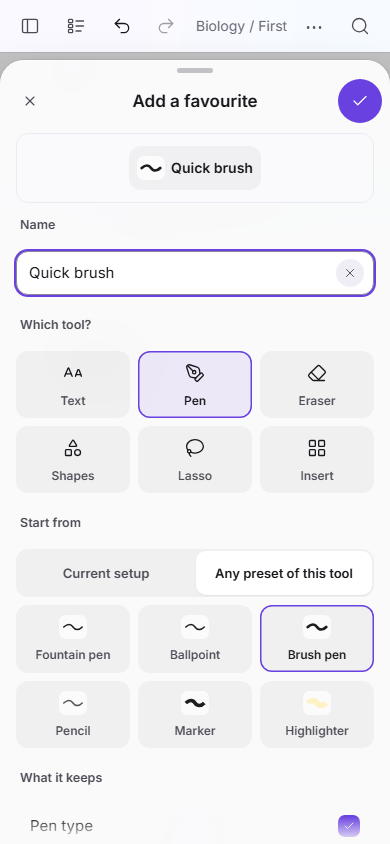 Biology / First
Add a favourite
Quick brush
Name
Quick brush
Which tool?
Text Pen Eraser
Shapes Lasso Insert
Start from
Current setup Any preset of this tool
Fountain pen Ballpoint Brush pen
Pencil Marker Highlighter
What it keeps
Pen type